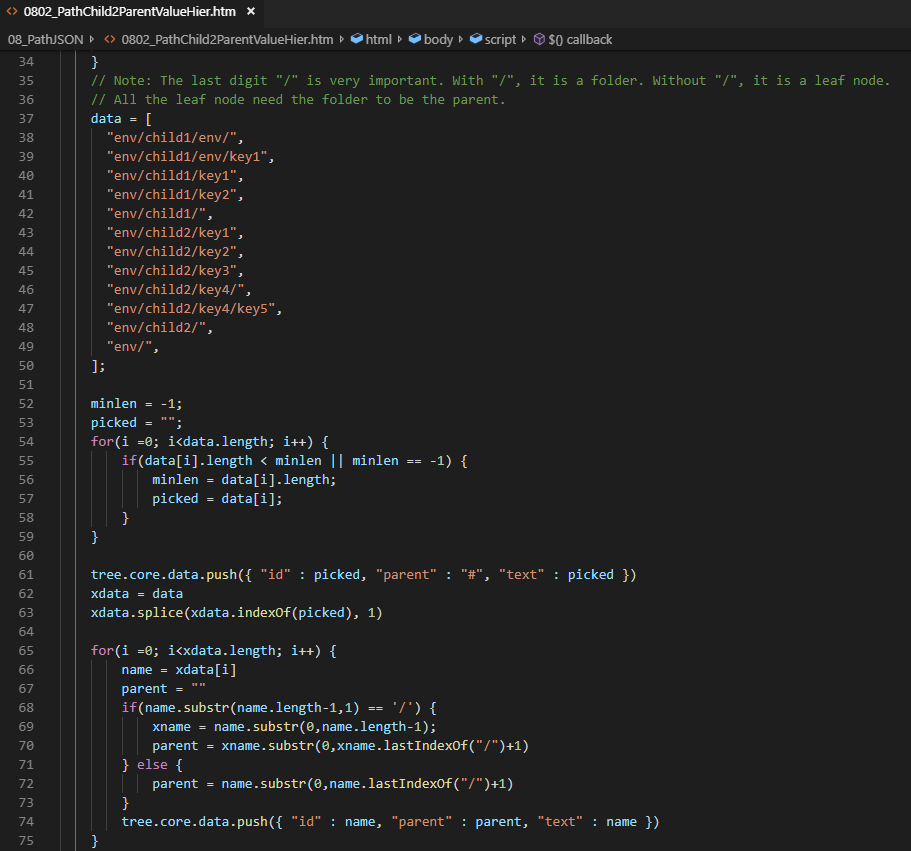 <> 0802_PathChild2ParentValueHier.htm ×
08_PathJSON › <> 0802_PathChild2ParentValueHier.htm › html › body › script › $() callback
34 }
35 // Note: The last digit "/" is very important. With "/", it is a folder. Without "/", it is a leaf node.
36 // All the leaf node need the folder to be the parent.
37 data = [
38 "env/child1/env/",
39 "env/child1/env/key1",
40 "env/child1/key1",
41 "env/child1/key2",
42 "env/child1/",
43 "env/child2/key1",
44 "env/child2/key2",
45 "env/child2/key3",
46 "env/child2/key4/",
47 "env/child2/key4/key5",
48 "env/child2/",
49 "env/",
50 ];
51
52 minlen = -1;
53 picked = "";
54 for(i =0; i<data.length; i++) {
55 if(data[i].length < minlen || minlen == -1) {
56 minlen = data[i].length;
57 picked = data[i];
58 }
59 }
60
61 tree.core.data.push({ "id" : picked, "parent" : "#", "text" : picked })
62 xdata = data
63 xdata.splice(xdata.indexOf(picked), 1)
64
65 for(i =0; i<xdata.length; i++) {
66 name = xdata[i]
67 parent = ""
68 if(name.substr(name.length-1,1) == '/') {
69 xname = name.substr(0,name.length-1);
70 parent = xname.substr(0,xname.lastIndexOf("/")+1)
71 } else {
72 parent = name.substr(0,name.lastIndexOf("/")+1)
73 }
74 tree.core.data.push({ "id" : name, "parent" : parent, "text" : name })
75 }